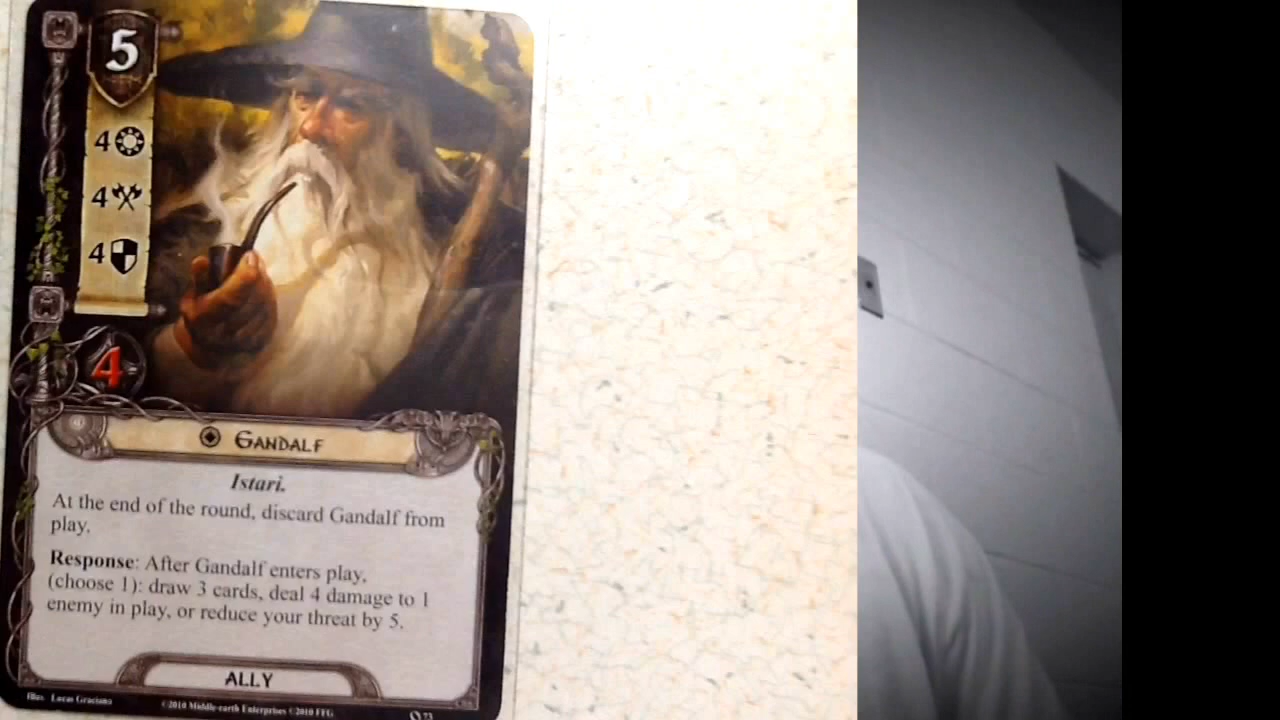 5
4
4
4
4
GANDALF
Istari.
At the end of the round, discard Gandalf from
play.
Response: After Gandalf enters play,
(choose 1): draw 3 cards, deal 4 damage to 1
enemy in play, or reduce your threat by 5.
ALLY
Illus. Lucas Graciano
©2010 Middle-earth Enterprises ©2010 FFG
73